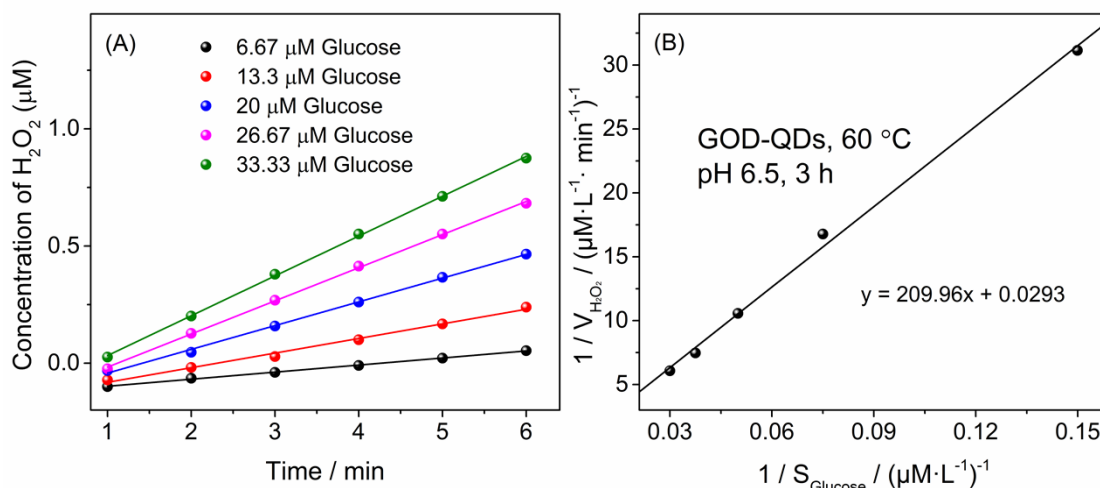 (A)
6.67 μM Glucose
13.3 μM Glucose
20 μM Glucose
26.67 μM Glucose
33.33 μM Glucose
Concentration of H₂O₂ (μM)
1.0
0.5
0.0
1 2 3 4 5 6
Time / min
(B)
GOD-QDs, 60 °C
pH 6.5, 3 h
y = 209.96x + 0.0293
1 / V_H₂O₂ / (μM·L⁻¹· min⁻¹)⁻¹
30
25
20
15
10
5
0.03 0.06 0.09 0.12 0.15
1 / S_Glucose / (μM·L⁻¹)⁻¹